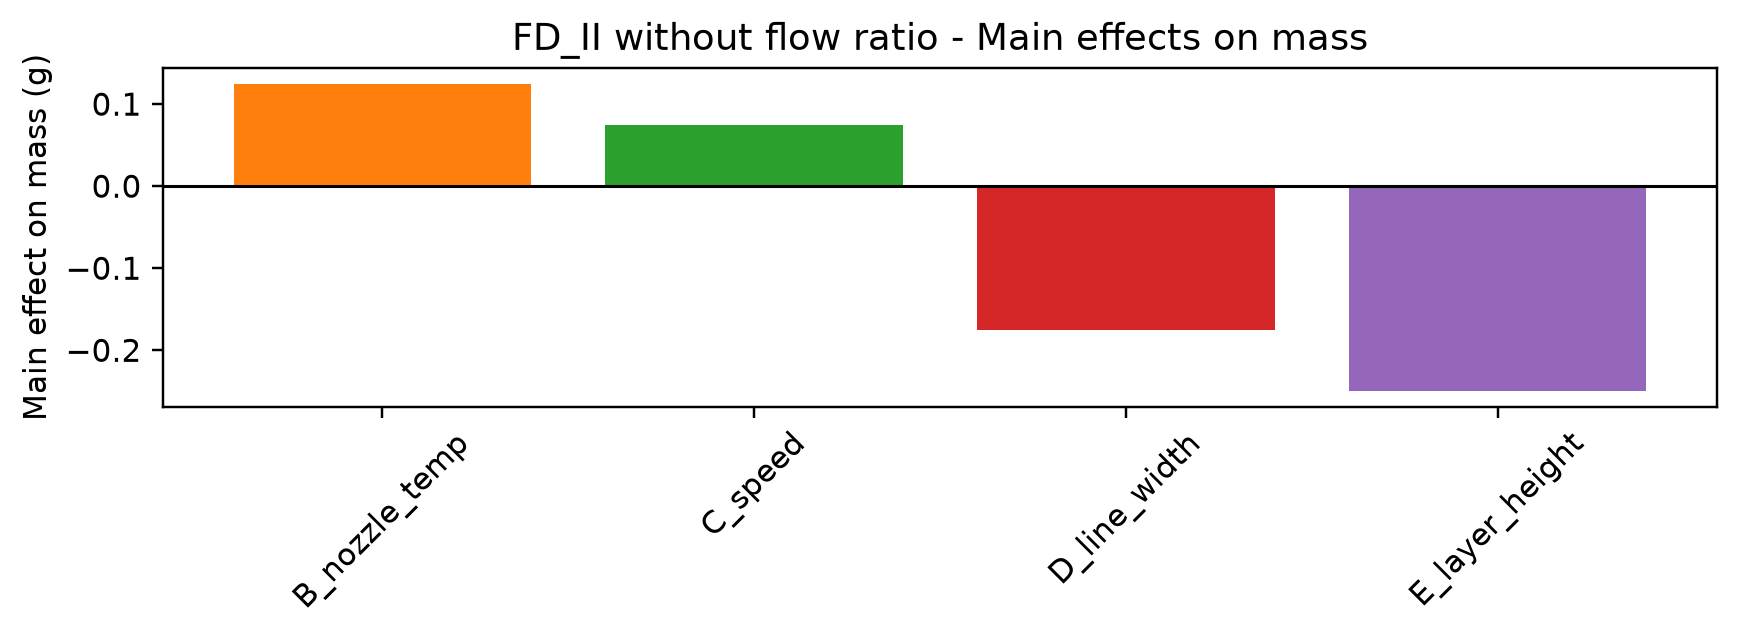 FD_II without flow ratio - Main effects on mass
Main effect on mass (g)
0.1
0.0
−0.1
−0.2
B_nozzle_temp
C_speed
D_line_width
E_layer_height